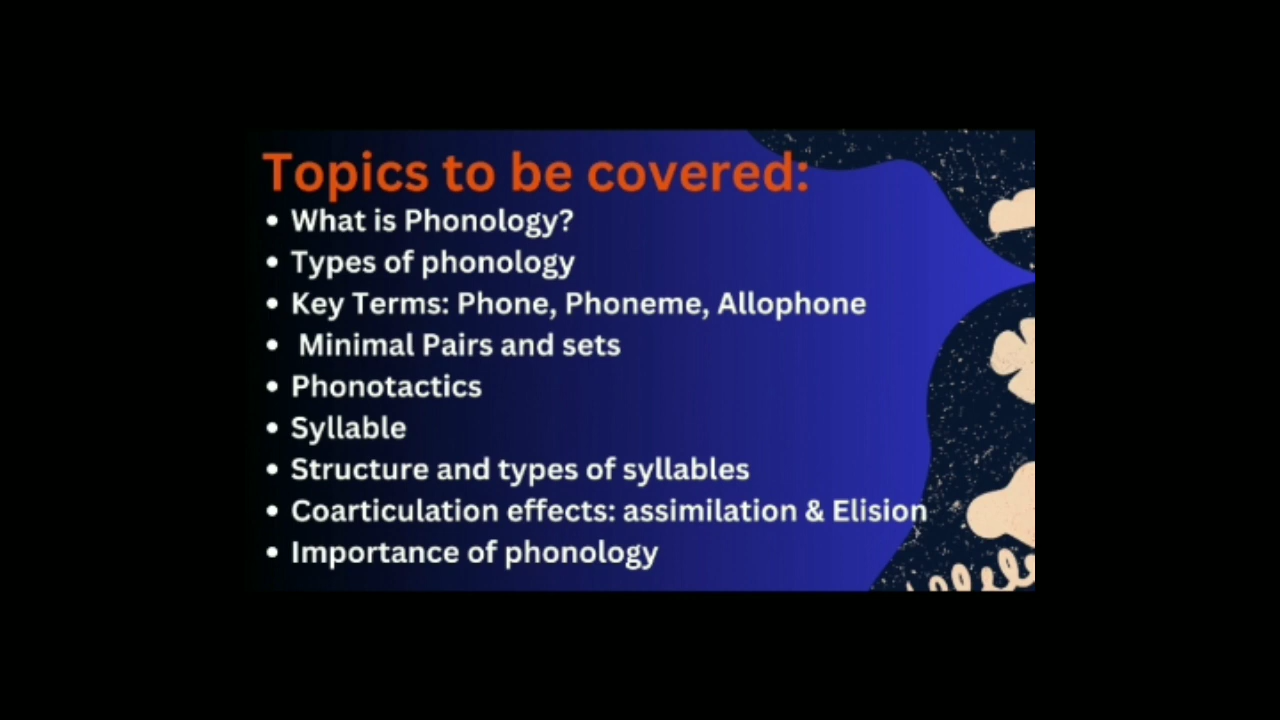 Topics to be covered:
• What is Phonology?
• Types of phonology
• Key Terms: Phone, Phoneme, Allophone
• Minimal Pairs and sets
• Phonotactics
• Syllable
• Structure and types of syllables
• Coarticulation effects: assimilation & Elision
• Importance of phonology